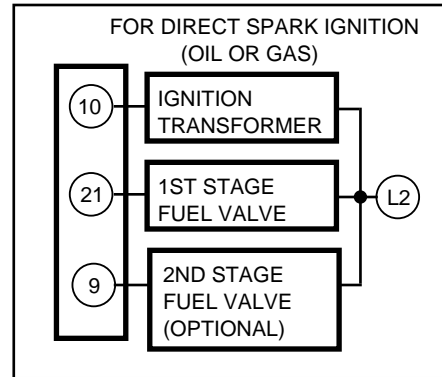 FOR DIRECT SPARK IGNITION
(OIL OR GAS)
10
IGNITION
TRANSFORMER
21
1ST STAGE
FUEL VALVE
L2
9
2ND STAGE
FUEL VALVE
(OPTIONAL)